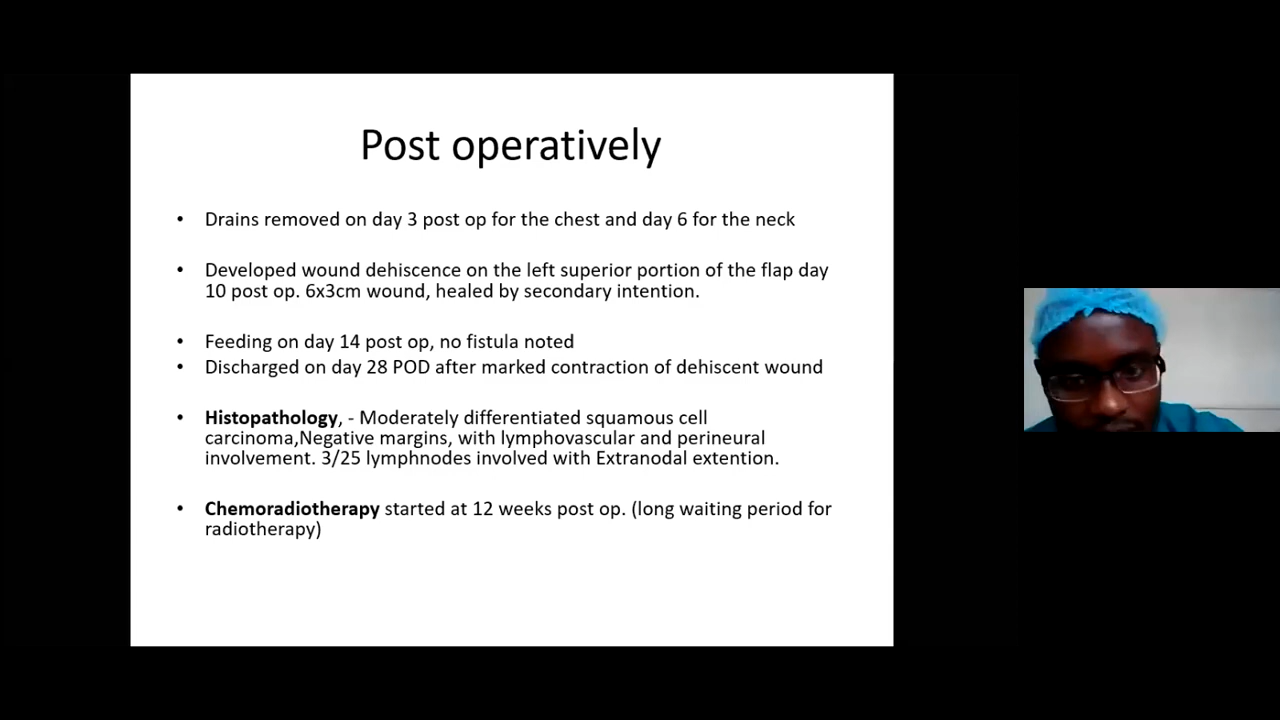 Post operatively
• Drains removed on day 3 post op for the chest and day 6 for the neck
• Developed wound dehiscence on the left superior portion of the flap day
10 post op. 6x3cm wound, healed by secondary intention.
• Feeding on day 14 post op, no fistula noted
• Discharged on day 28 POD after marked contraction of dehiscent wound
• Histopathology, - Moderately differentiated squamous cell
carcinoma,Negative margins, with lymphovascular and perineural
involvement. 3/25 lymphnodes involved with Extranodal extention.
• Chemoradiotherapy started at 12 weeks post op. (long waiting period for
radiotherapy)